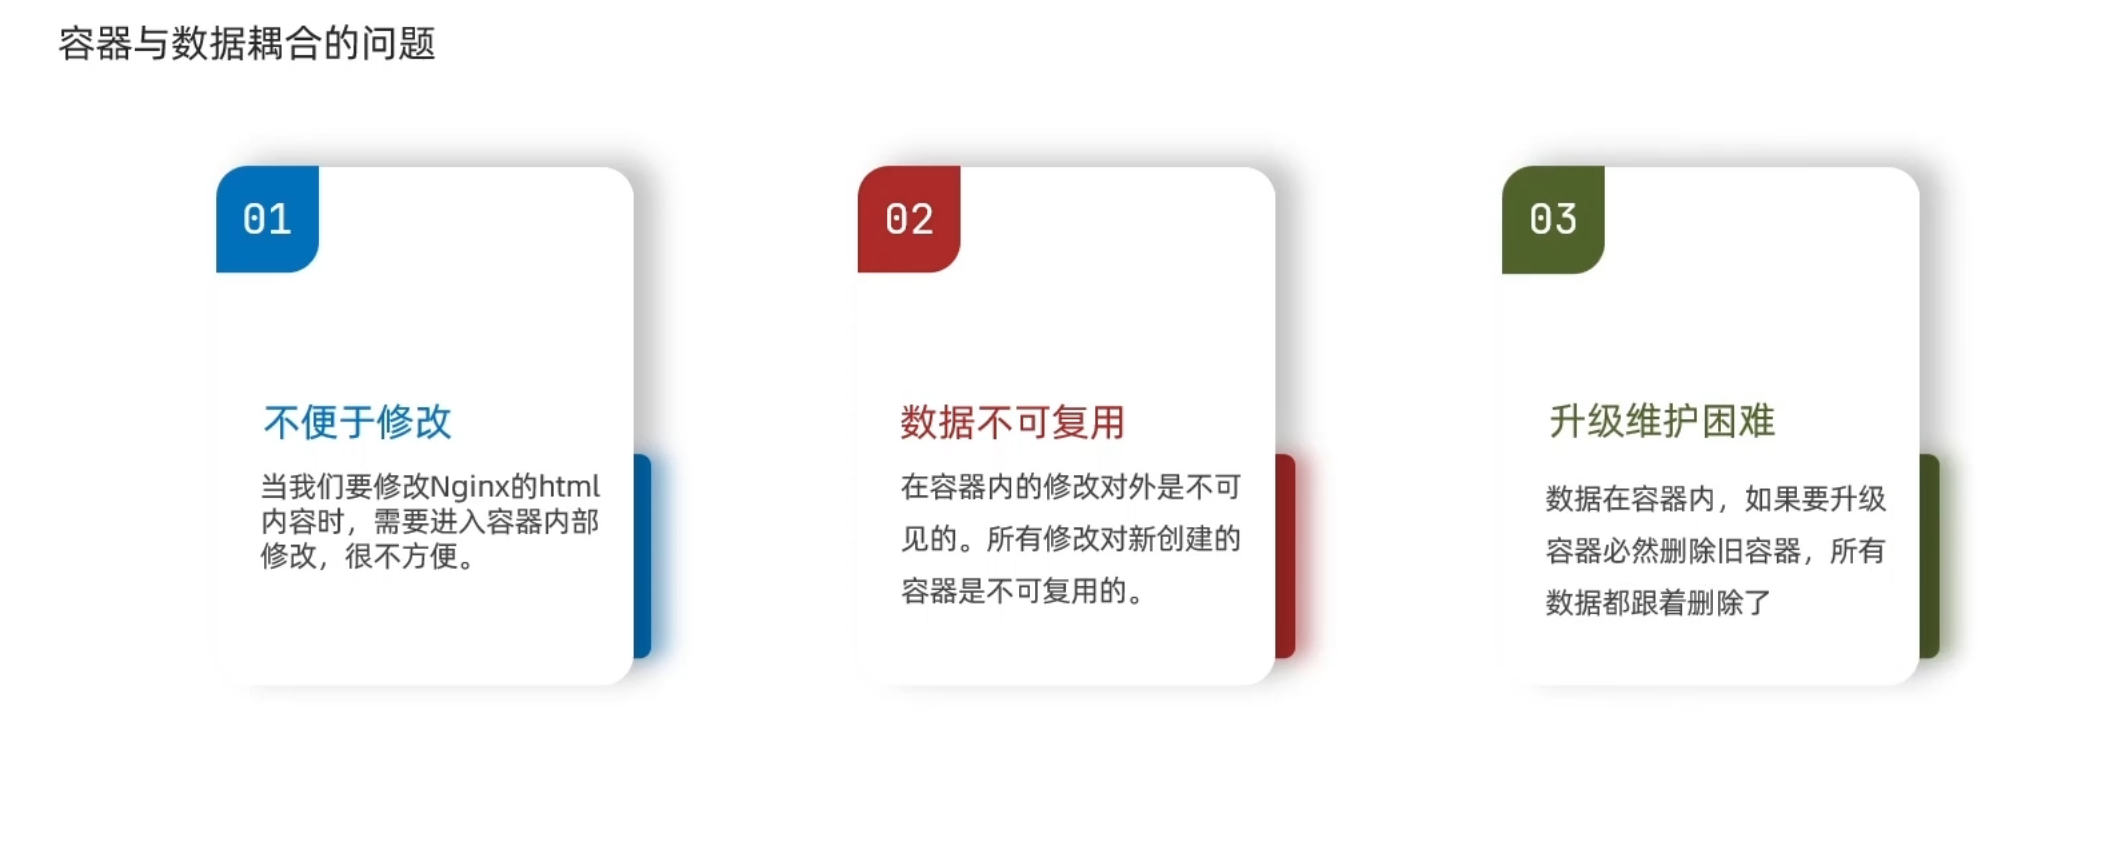 容器与数据耦合的问题
01
不便于修改
当我们要修改Nginx的html
内容时，需要进入容器内部
修改，很不方便。
02
数据不可复用
在容器内的修改对外是不可
见的。所有修改对新创建的
容器是不可复用的。
03
升级维护困难
数据在容器内，如果要升级
容器必然删除旧容器，所有
数据都跟着删除了